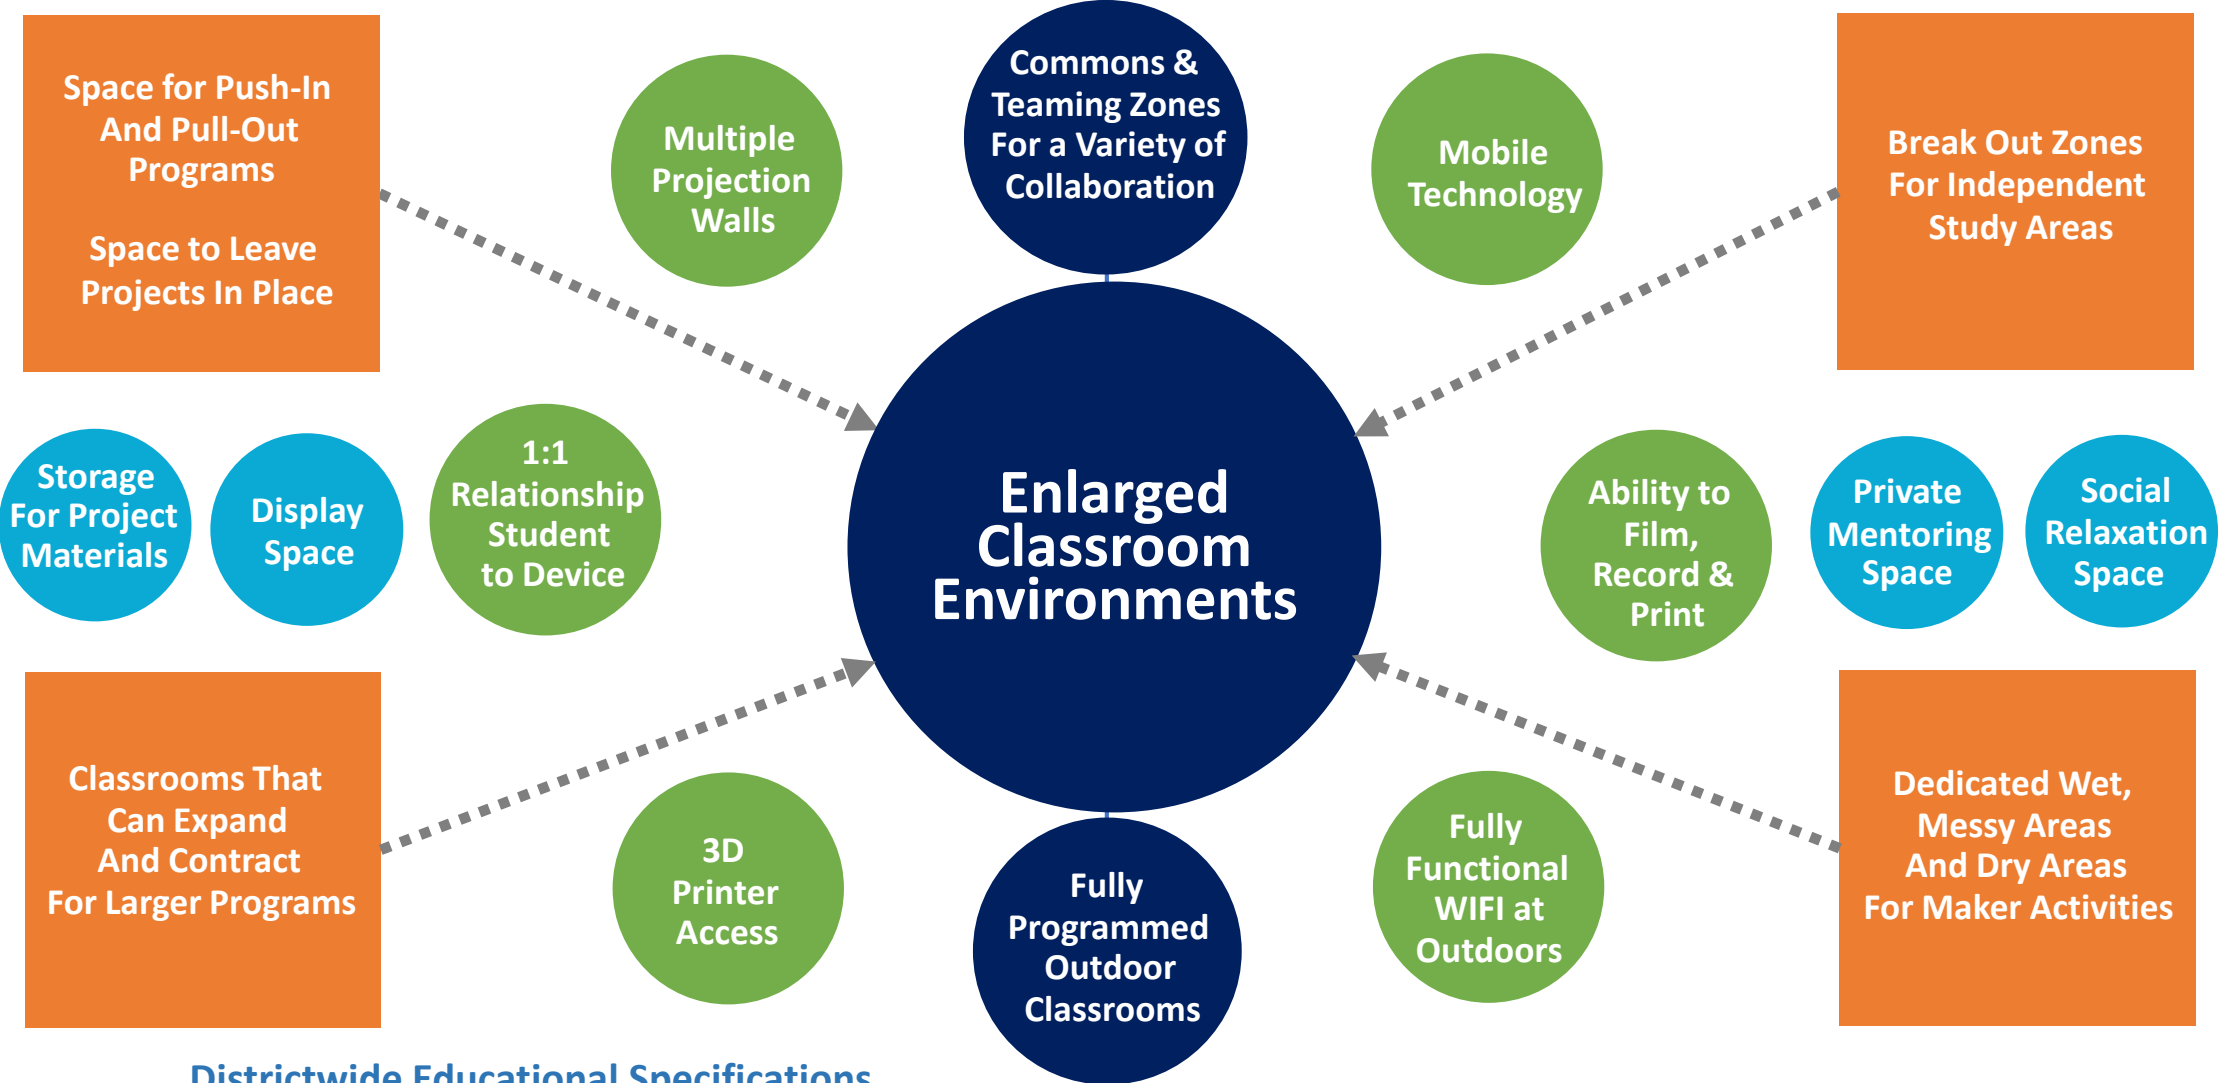 Space for Push-In
And Pull-Out
Programs
Space to Leave
Projects In Place
Multiple
Projection
Walls
Commons &
Teaming Zones
For a Variety of
Collaboration
Mobile
Technology
Break Out Zones
For Independent
Study Areas
Storage
For Project
Materials
Display
Space
1:1
Relationship
Student
to Device
Enlarged
Classroom
Environments
Ability to
Film,
Record &
Print
Private
Mentoring
Space
Social
Relaxation
Space
Classrooms That
Can Expand
And Contract
For Larger Programs
3D
Printer
Access
Fully
Programmed
Outdoor
Classrooms
Fully
Functional
WIFI at
Outdoors
Dedicated Wet,
Messy Areas
And Dry Areas
For Maker Activities
Districtwide Educational Specifications